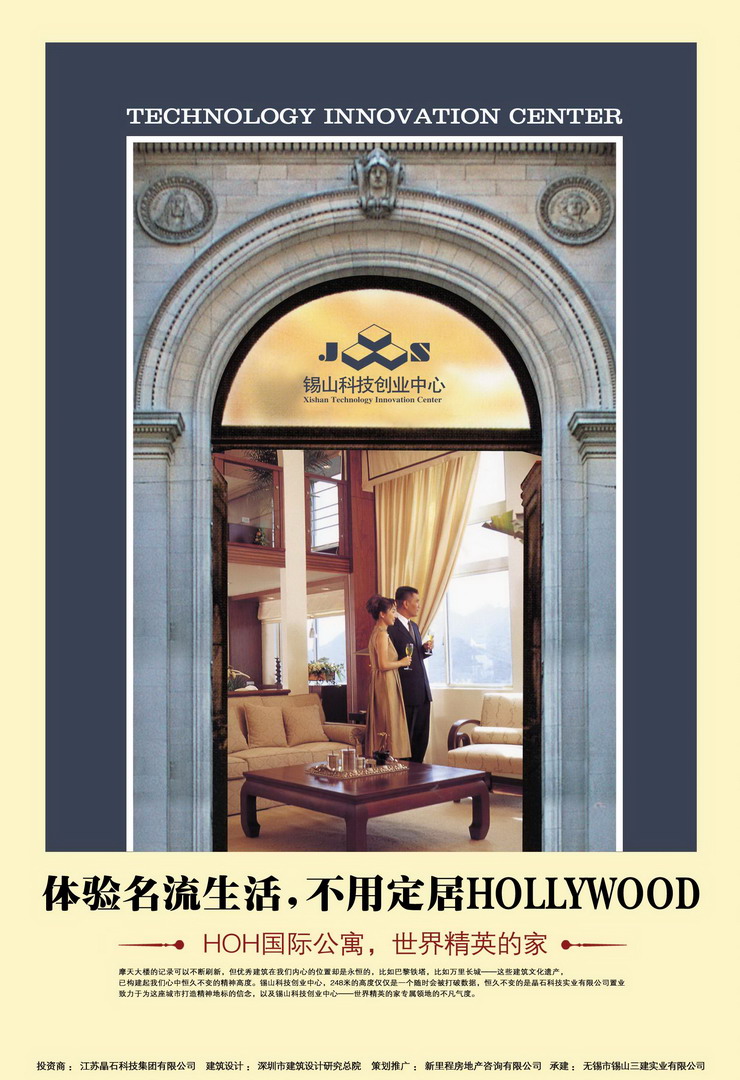 TECHNOLOGY INNOVATION CENTER
J S
锡山科技创业中心
Xishan Technology Innovation Center
体验名流生活,不用定居HOLLYWOOD
HOH国际公寓，世界精英的家
摩天大楼的记录可以不断刷新，但优秀建筑在我们内心的位置却是永恒的，比如巴黎铁塔，比如万里长城——这些建筑文化遗产，
已构建起我们心中恒久不变的精神高度。锡山科技创业中心，248米的高度仅仅是一个随时会被打破数据，恒久不变的是晶石科技实业有限公司置业
致力于为这座城市打造精神地标的信念，以及锡山科技创业中心——世界精英的家专属领地的不凡气度。
投资商：江苏晶石科技集团有限公司 建筑设计：深圳市建筑设计研究总院 策划推广：新里程房地产咨询有限公司 承建：无锡市锡山三建实业有限公司